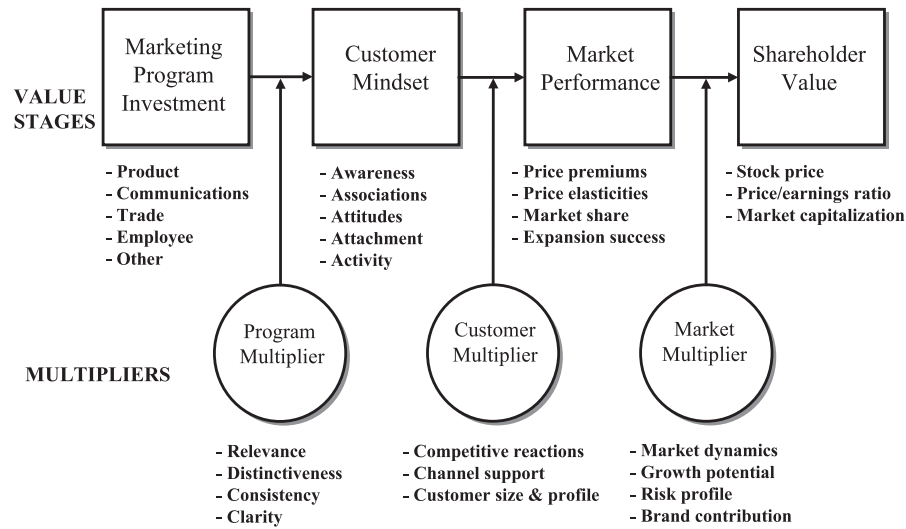 Marketing
Program
Investment
Customer
Mindset
Market
Performance
Shareholder
Value
VALUE
STAGES
- Product
- Communications
- Trade
- Employee
- Other
- Awareness
- Associations
- Attitudes
- Attachment
- Activity
- Price premiums
- Price elasticities
- Market share
- Expansion success
- Stock price
- Price/earnings ratio
- Market capitalization
MULTIPLIERS
Program
Multiplier
Customer
Multiplier
Market
Multiplier
- Relevance
- Distinctiveness
- Consistency
- Clarity
- Competitive reactions
- Channel support
- Customer size & profile
- Market dynamics
- Growth potential
- Risk profile
- Brand contribution